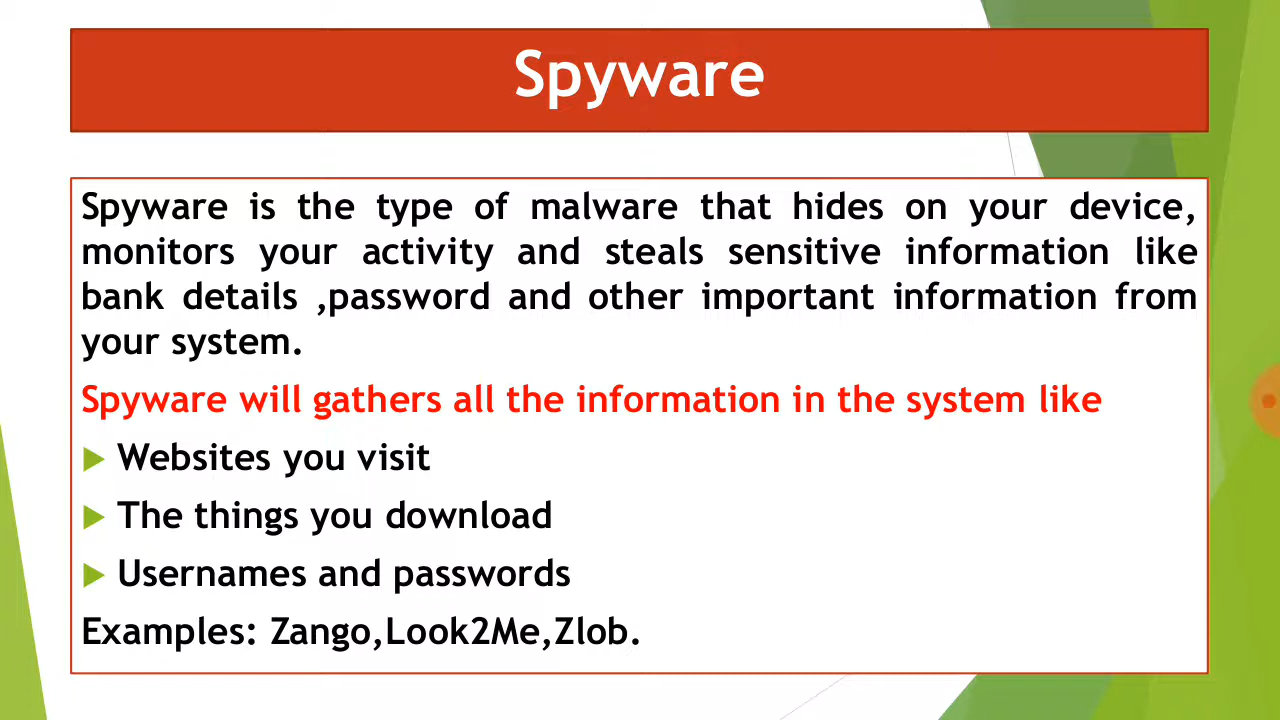 Spyware
Spyware is the type of malware that hides on your device,
monitors your activity and steals sensitive information like
bank details ,password and other important information from
your system.
Spyware will gathers all the information in the system like
Websites you visit
The things you download
Usernames and passwords
Examples: Zango,Look2Me,Zlob.